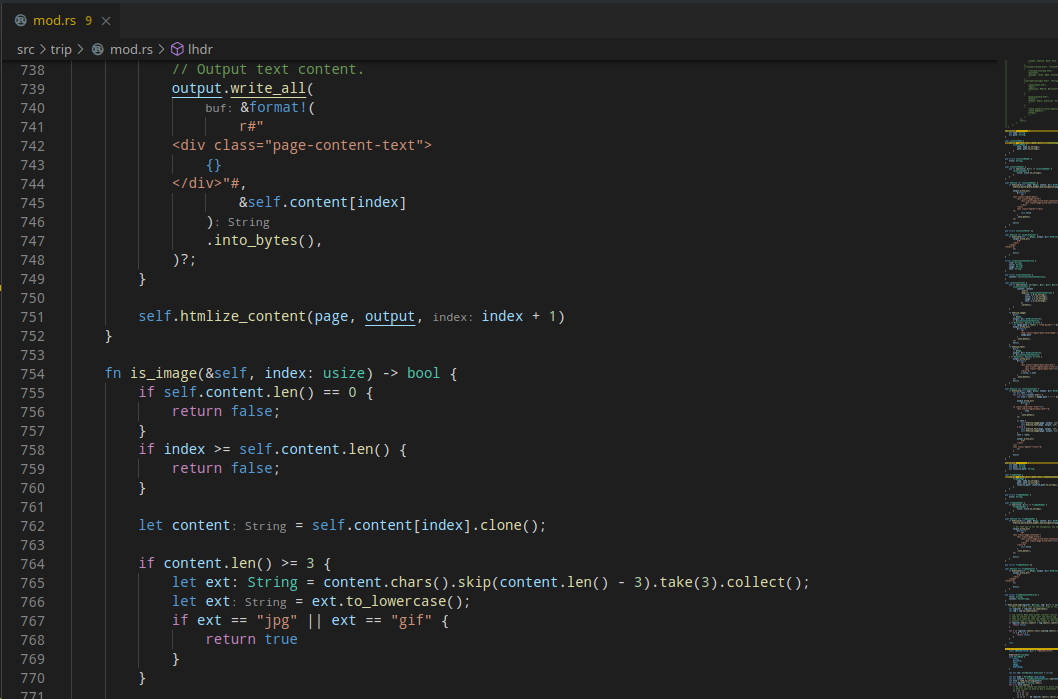 mod.rs 9 ×
src > trip > mod.rs > lhdr
738 // Output text content.
739 output.write_all(
740 buf: &format!(
741 r#"
742 <div class="page-content-text">
743 {}
744 </div>"#,
745 &self.content[index]
746 ): String
747 .into_bytes(),
748 )?;
749 }
750
751 self.htmlize_content(page, output, index: index + 1)
752 }
753
754 fn is_image(&self, index: usize) -> bool {
755 if self.content.len() == 0 {
756 return false;
757 }
758 if index >= self.content.len() {
759 return false;
760 }
761
762 let content: String = self.content[index].clone();
763
764 if content.len() >= 3 {
765 let ext: String = content.chars().skip(content.len() - 3).take(3).collect();
766 let ext: String = ext.to_lowercase();
767 if ext == "jpg" || ext == "gif" {
768 return true
769 }
770 }
771